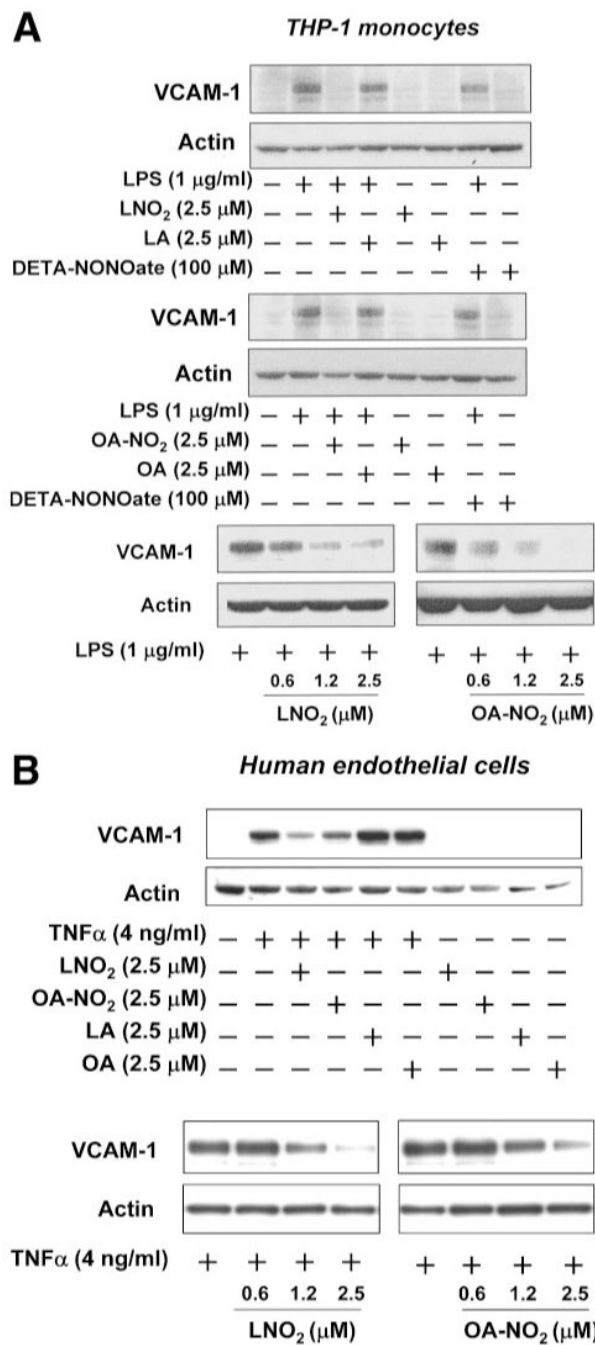 A
THP-1 monocytes
VCAM-1
Actin
LPS (1 µg/ml) – + + + – – + –
LNO₂ (2.5 µM) – – + – + – – –
LA (2.5 µM) – – – + – + – –
DETA-NONOate (100 µM) – – – – – – + +
VCAM-1
Actin
LPS (1 µg/ml) – + + + – – + –
OA-NO₂ (2.5 µM) – – + – + – – –
OA (2.5 µM) – – – + – + – –
DETA-NONOate (100 µM) – – – – – – + +
VCAM-1
Actin
LPS (1 µg/ml) + + + + + + + +
0.6 1.2 2.5 0.6 1.2 2.5
LNO₂ (µM) OA-NO₂ (µM)
B
Human endothelial cells
VCAM-1
Actin
TNFα (4 ng/ml) – + + + + + – – – –
LNO₂ (2.5 µM) – – + – – – + – – –
OA-NO₂ (2.5 µM) – – – + – – – + – –
LA (2.5 µM) – – – – + – – – + –
OA (2.5 µM) – – – – – + – – – +
VCAM-1
Actin
TNFα (4 ng/ml) + + + + + + + +
0.6 1.2 2.5 0.6 1.2 2.5
LNO₂ (µM) OA-NO₂ (µM)